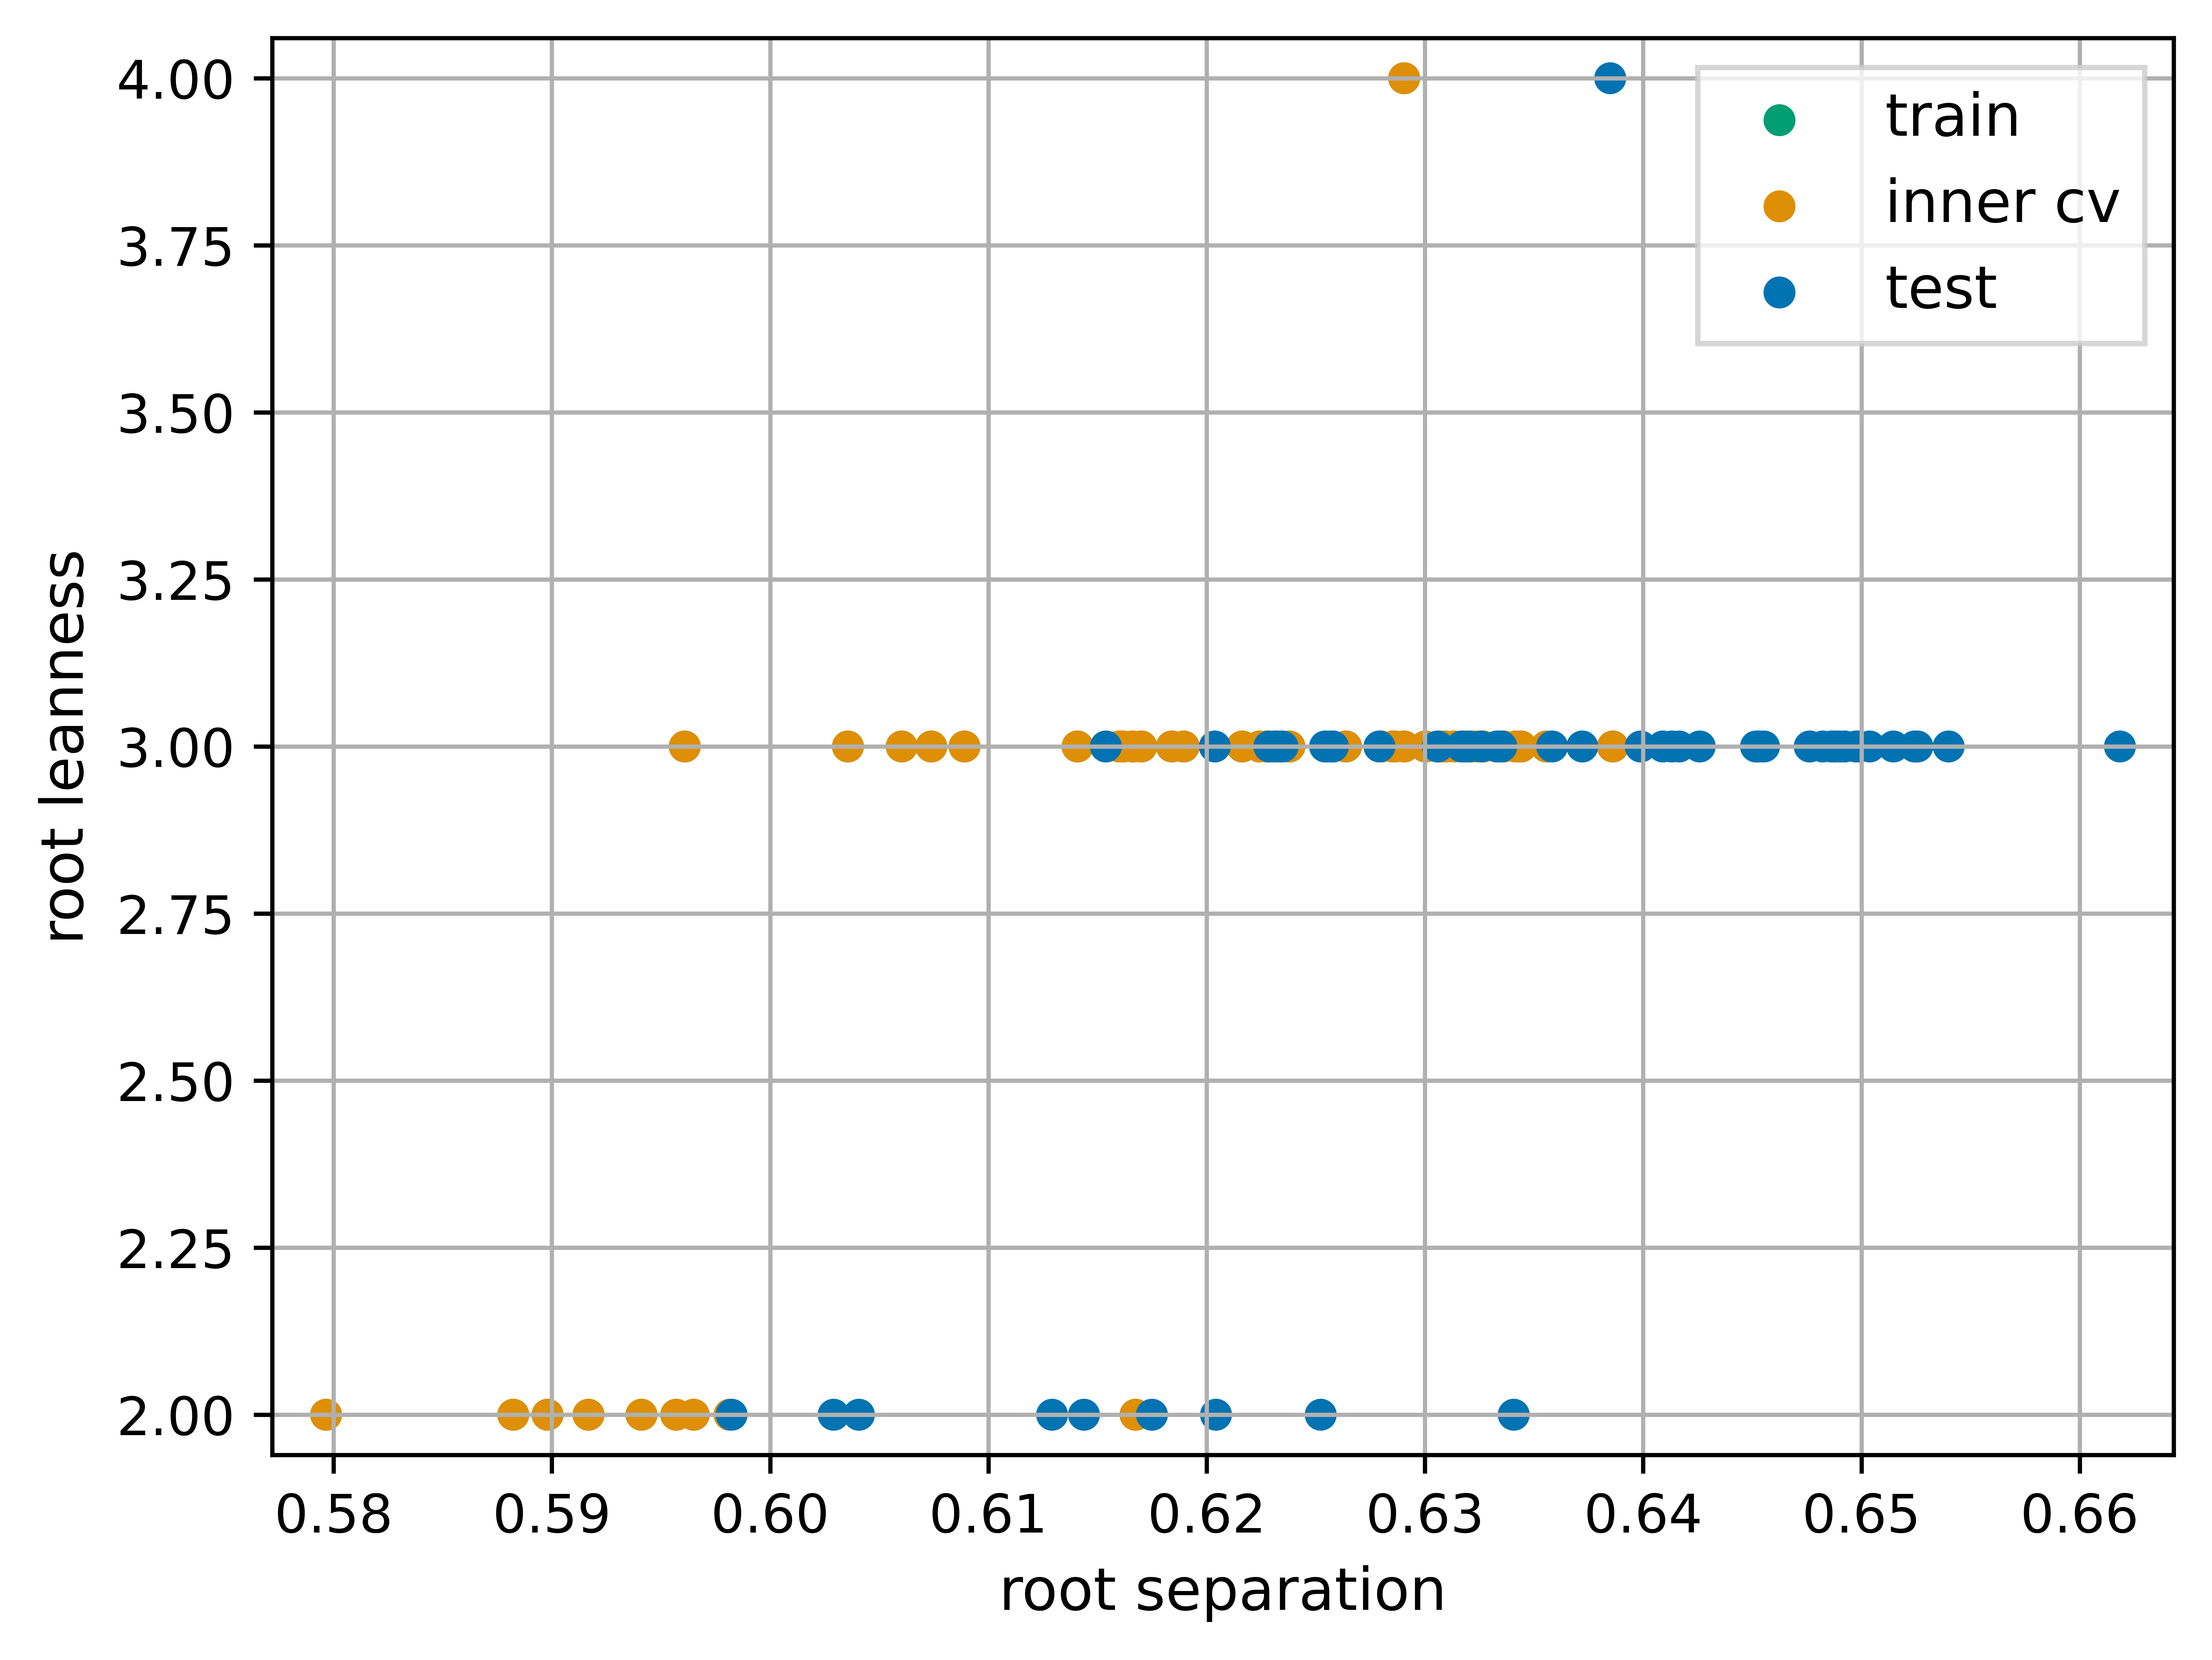 4.00
3.75
3.50
3.25
3.00
2.75
2.50
2.25
2.00
root leanness
train
inner cv
test
0.58 0.59 0.60 0.61 0.62 0.63 0.64 0.65 0.66
root separation